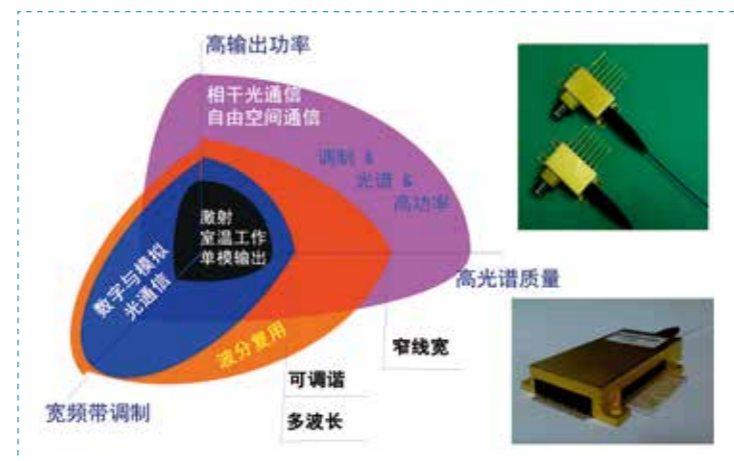 高输出功率
相干光通信
自由空间通信
调制 &
光谱 &
高功率
激射
室温工作
单模输出
数字与模拟
光通信
高光谱质量
波分复用
窄线宽
可调谐
宽频带调制
多波长